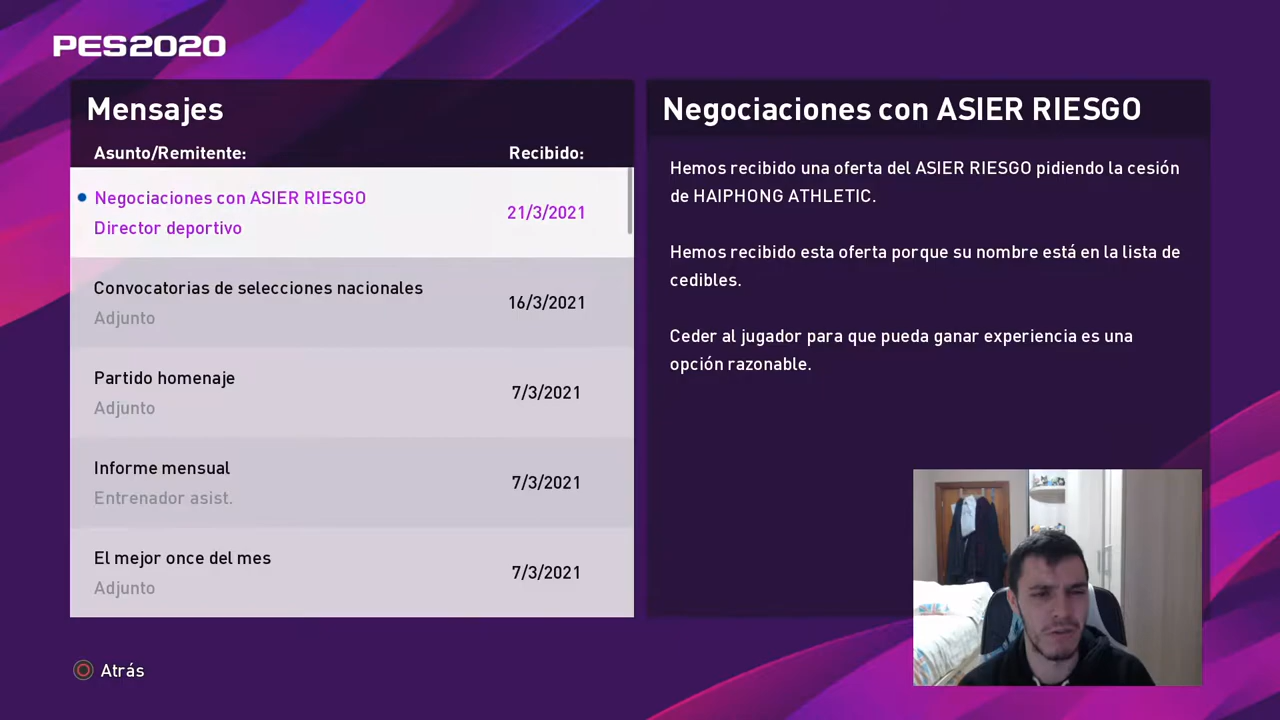 PES2020
Mensajes
Asunto/Remitente: Recibido:
Negociaciones con ASIER RIESGO
Director deportivo
21/3/2021
Convocatorias de selecciones nacionales
Adjunto
16/3/2021
Partido homenaje
Adjunto
7/3/2021
Informe mensual
Entrenador asist.
7/3/2021
El mejor once del mes
Adjunto
7/3/2021
Negociaciones con ASIER RIESGO
Hemos recibido una oferta del ASIER RIESGO pidiendo la cesión
de HAIPHONG ATHLETIC.
Hemos recibido esta oferta porque su nombre está en la lista de
cedibles.
Ceder al jugador para que pueda ganar experiencia es una
opción razonable.
Atrás